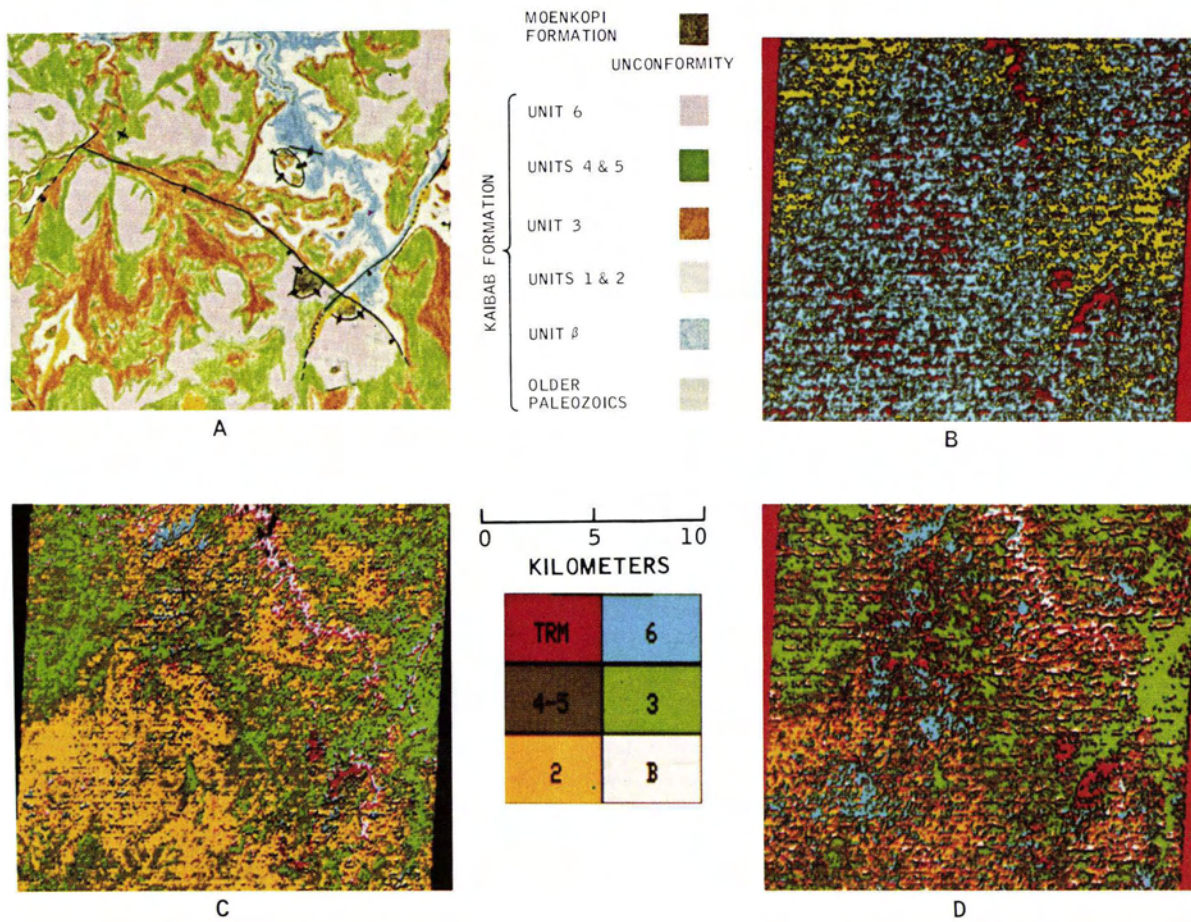 MOENKOPI
FORMATION
UNCONFORMITY
KAIBAB FORMATION
UNIT 6
UNITS 4 & 5
UNIT 3
UNITS 1 & 2
UNIT β
OLDER
PALEOZOICS
A
B
0 5 10
KILOMETERS
TRM 6
4-5 3
2 B
C
D